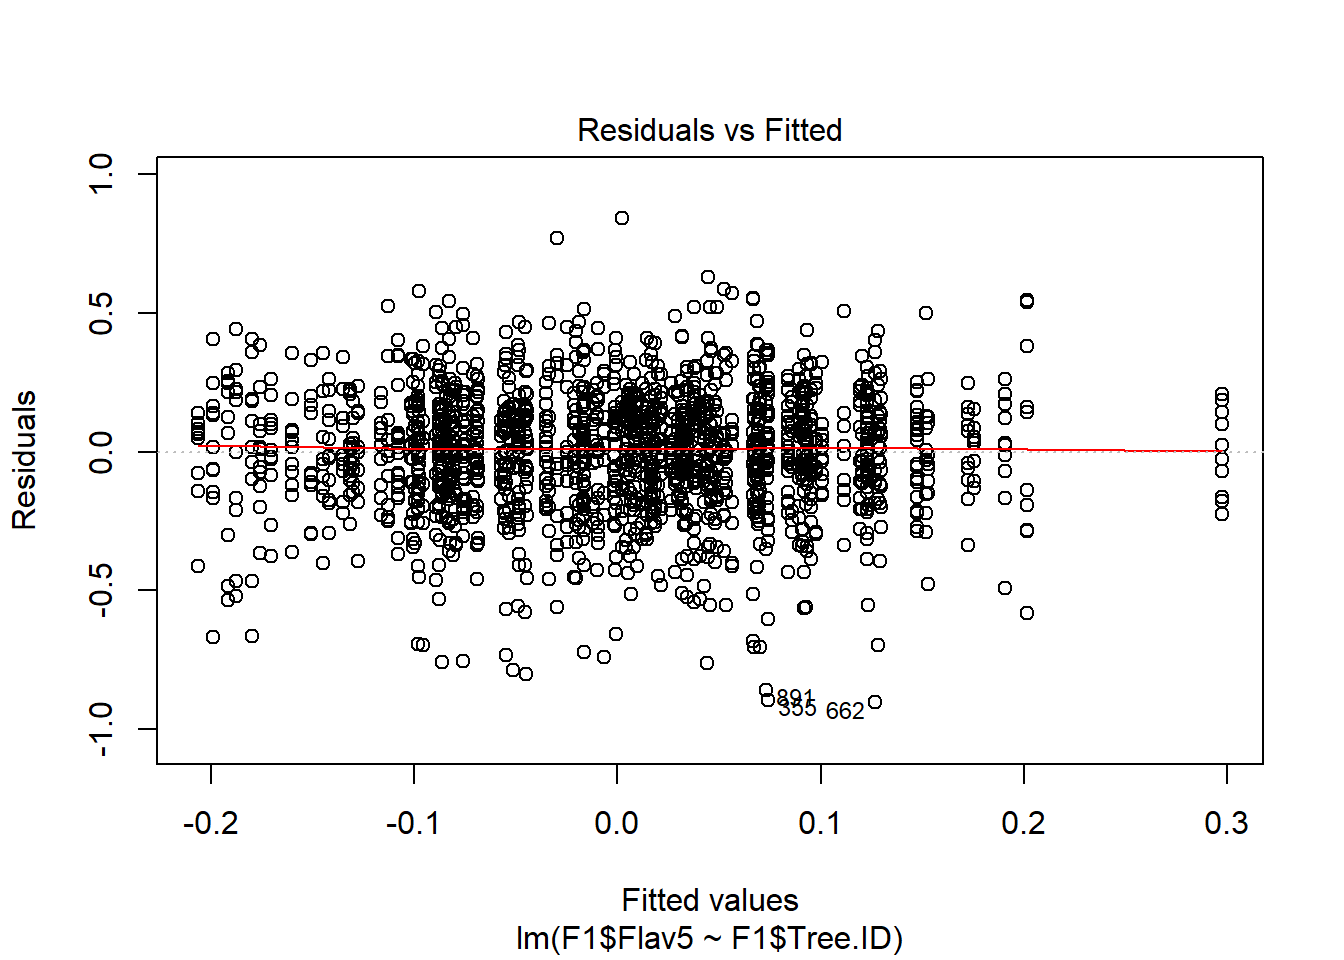 Residuals vs Fitted
1.0
0.5
0.0
-0.5
-1.0
Residuals
891
355
662
-0.2 -0.1 0.0 0.1 0.2 0.3
Fitted values
lm(F1$Flav5 ~ F1$Tree.ID)